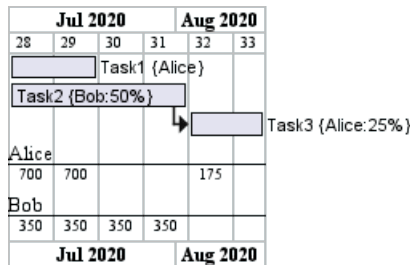 Jul 2020 Aug 2020
28 29 30 31 32 33
Task1 {Alice}
Task2 {Bob:50%}
Task3 {Alice:25%}
Alice
700 700 175
Bob
350 350 350 350
Jul 2020 Aug 2020